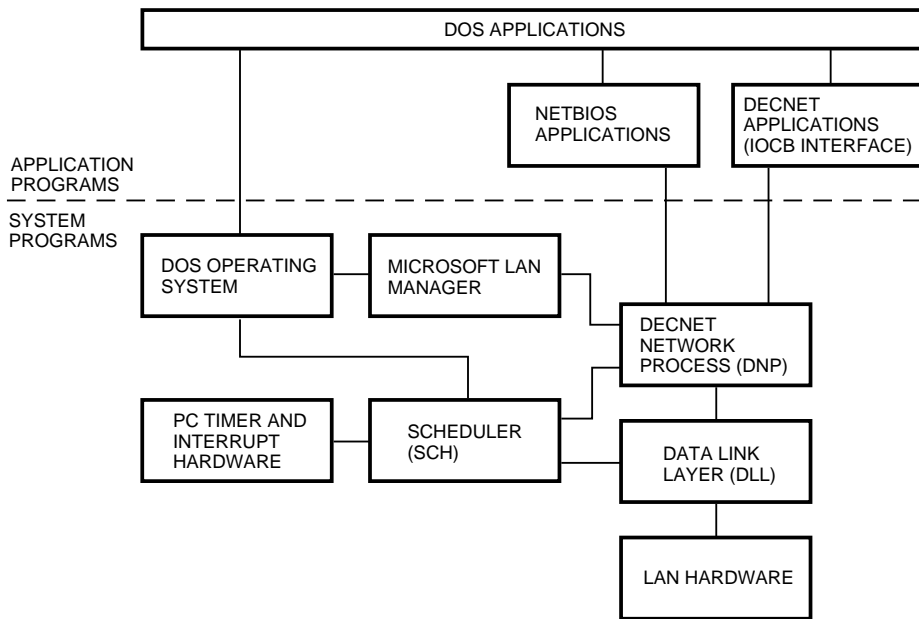 DOS APPLICATIONS
NETBIOS
APPLICATIONS
DECNET
APPLICATIONS
(IOCB INTERFACE)
APPLICATION
PROGRAMS
SYSTEM
PROGRAMS
DOS OPERATING
SYSTEM
MICROSOFT LAN
MANAGER
DECNET
NETWORK
PROCESS (DNP)
PC TIMER AND
INTERRUPT
HARDWARE
SCHEDULER
(SCH)
DATA LINK
LAYER (DLL)
LAN HARDWARE